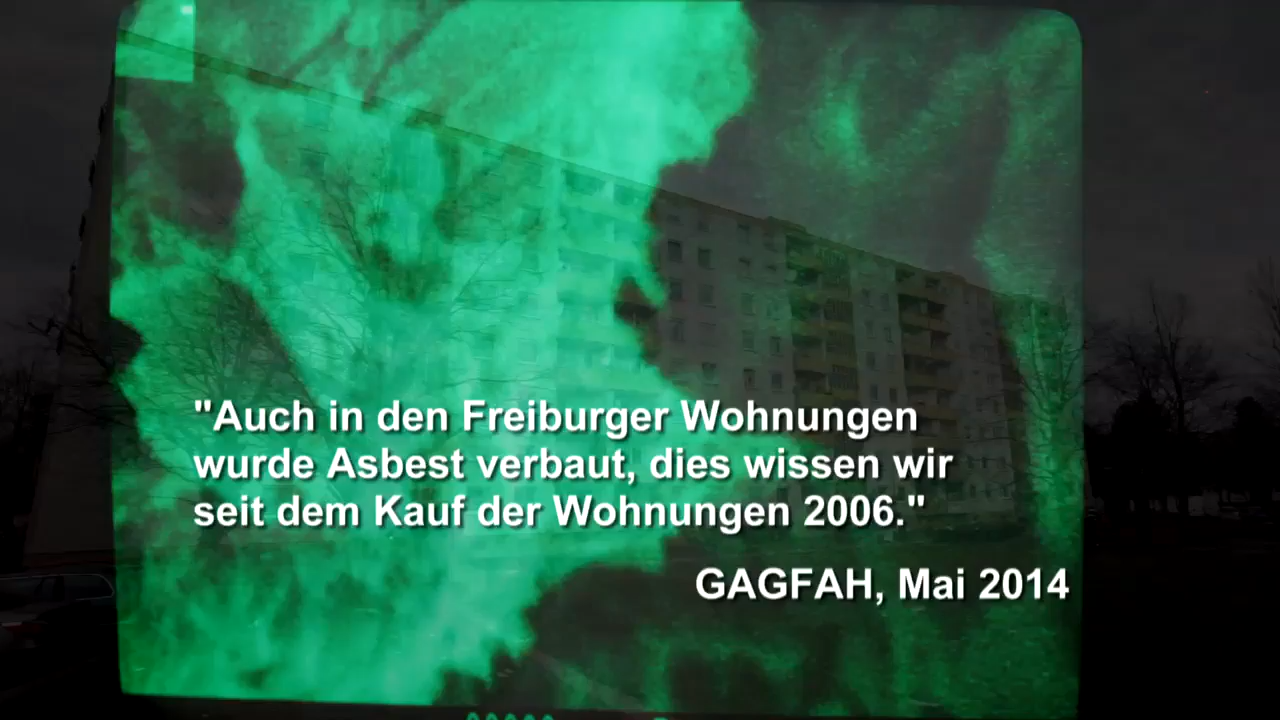 "Auch in den Freiburger Wohnungen
wurde Asbest verbaut, dies wissen wir
seit dem Kauf der Wohnungen 2006."
GAGFAH, Mai 2014